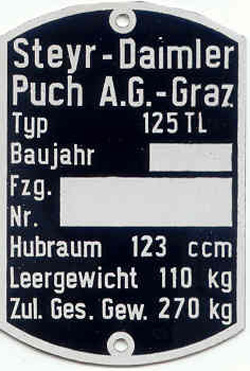 Steyr-Daimler
Puch A.G.-Graz
Typ 125 TL
Baujahr
Fzg.
Nr.
Hubraum 123 ccm
Leergewicht 110 kg
Zul. Ges. Gew. 270 kg